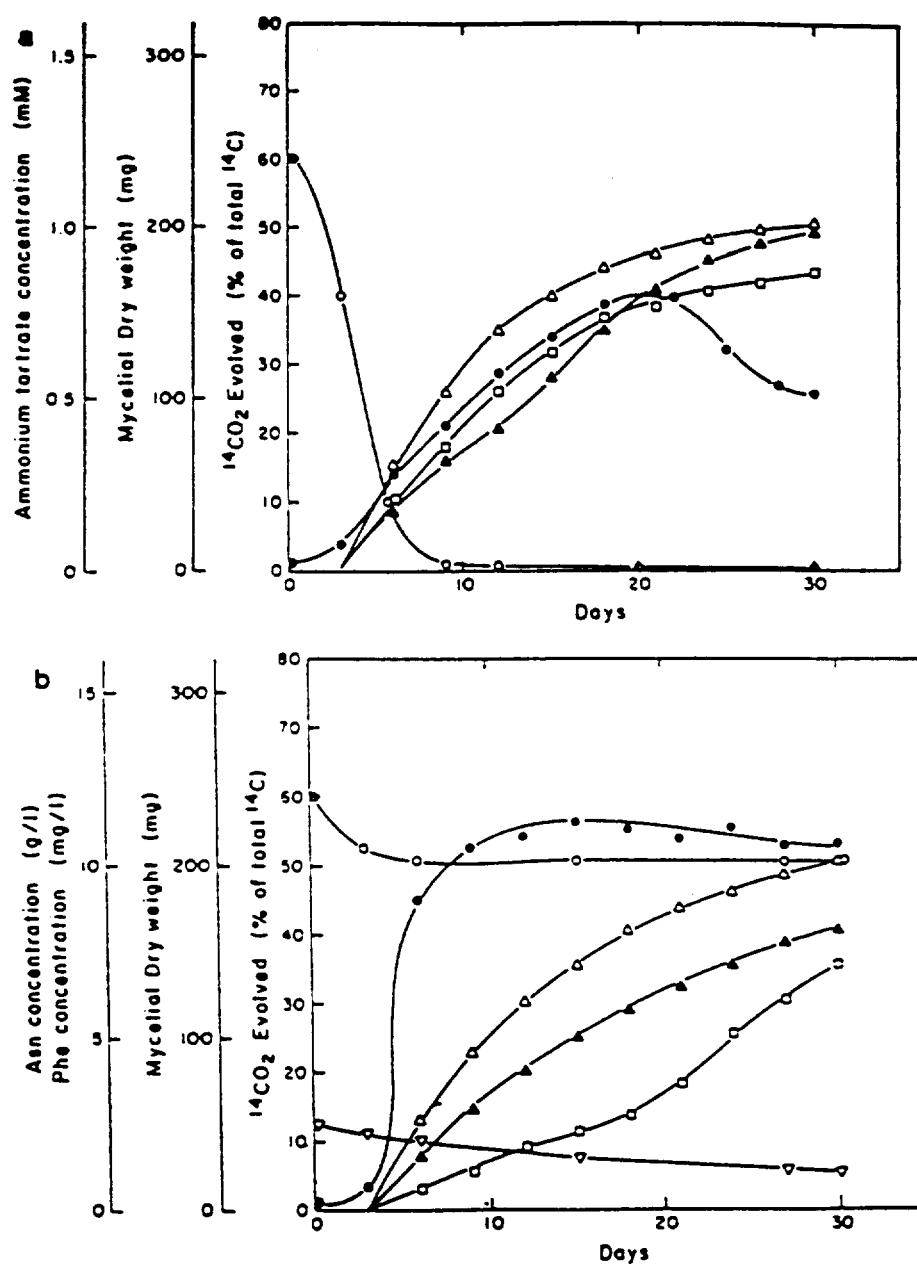 a
Ammonium tartrate concentration (mM)
1.5
1.0
0.5
0
Mycelial Dry weight (mg)
300
200
100
0
14CO2 Evolved (% of total 14C)
80
70
60
50
40
30
20
10
0
0 10 20 30
Days
Asn concentration (g/l)
Phe concentration (mg/l)
15
10
5
0
Mycelial Dry weight (mg)
300
200
100
0
14CO2 Evolved (% of total 14C)
80
70
60
50
40
30
20
10
0
0 10 20 30
Days